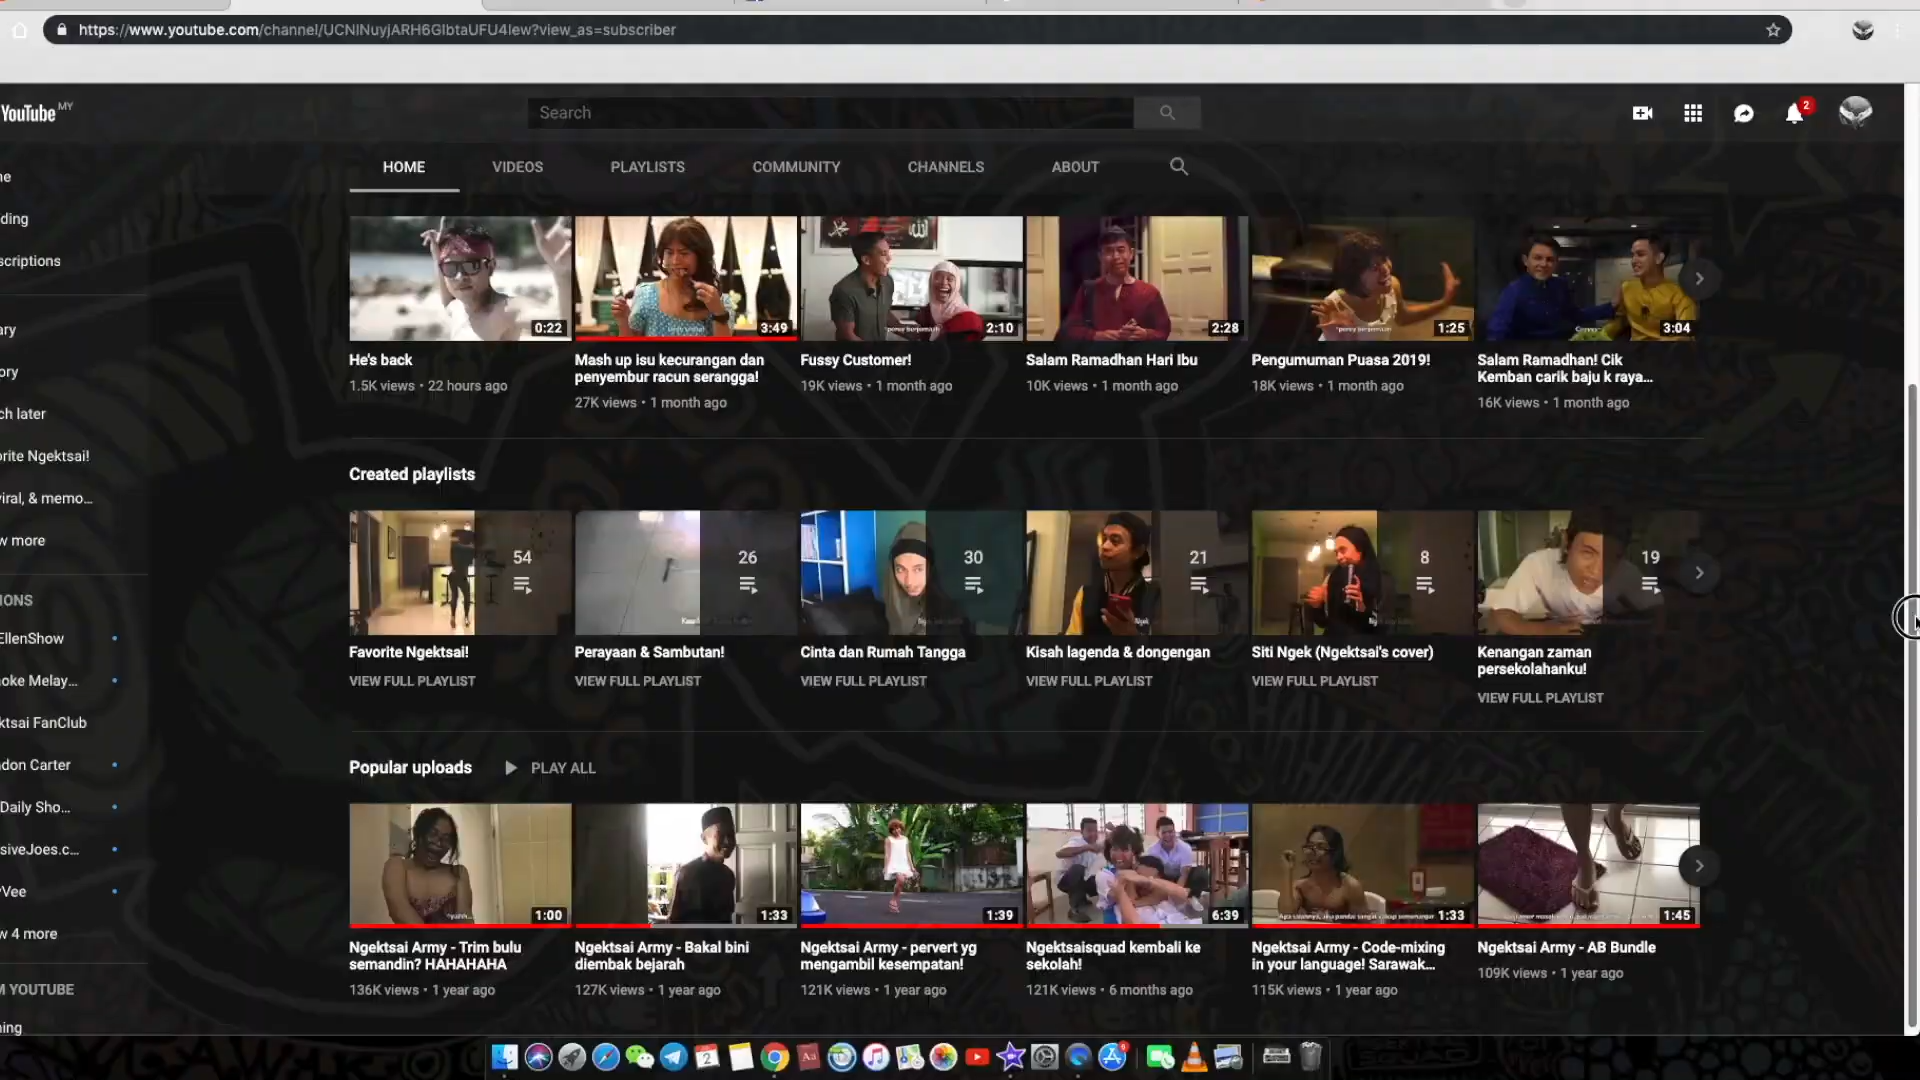 https://www.youtube.com/channel/UCNINuyjARH6GIbtaUFU4Iew?view_as=subscriber
YouTube MY
Search
2
HOME VIDEOS PLAYLISTS COMMUNITY CHANNELS ABOUT
ne
ding
scriptions
ary
ory
ch later
rite Ngektsai!
viral, & memo...
w more
IONS
EllenShow
oke Melay...
ktsai FanClub
don Carter
Daily Sho...
siveJoes.c...
yVee
w 4 more
M YOUTUBE
ning
0:22 3:49 2:10 2:28 1:25 3:04
He's back
1.5K views • 22 hours ago
Mash up isu kecurangan dan
penyembur racun serangga!
27K views • 1 month ago
Fussy Customer!
19K views • 1 month ago
Salam Ramadhan Hari Ibu
10K views • 1 month ago
Pengumuman Puasa 2019!
18K views • 1 month ago
Salam Ramadhan! Cik
Kemban carik baju k raya...
16K views • 1 month ago
Created playlists
54 26 30 21 8 19
Favorite Ngektsai!
VIEW FULL PLAYLIST
Perayaan & Sambutan!
VIEW FULL PLAYLIST
Cinta dan Rumah Tangga
VIEW FULL PLAYLIST
Kisah lagenda & dongengan
VIEW FULL PLAYLIST
Siti Ngek (Ngektsai's cover)
VIEW FULL PLAYLIST
Kenangan zaman
persekolahanku!
VIEW FULL PLAYLIST
Popular uploads PLAY ALL
1:00 1:33 1:39 6:39 1:33 1:45
Ngektsai Army - Trim bulu
semandin? HAHAHAHA
136K views • 1 year ago
Ngektsai Army - Bakal bini
diembak bejarah
127K views • 1 year ago
Ngektsai Army - pervert yg
mengambil kesempatan!
121K views • 1 year ago
Ngektsaisquad kembali ke
sekolah!
121K views • 6 months ago
Ngektsai Army - Code-mixing
in your language! Sarawak...
115K views • 1 year ago
Ngektsai Army - AB Bundle
109K views • 1 year ago
2